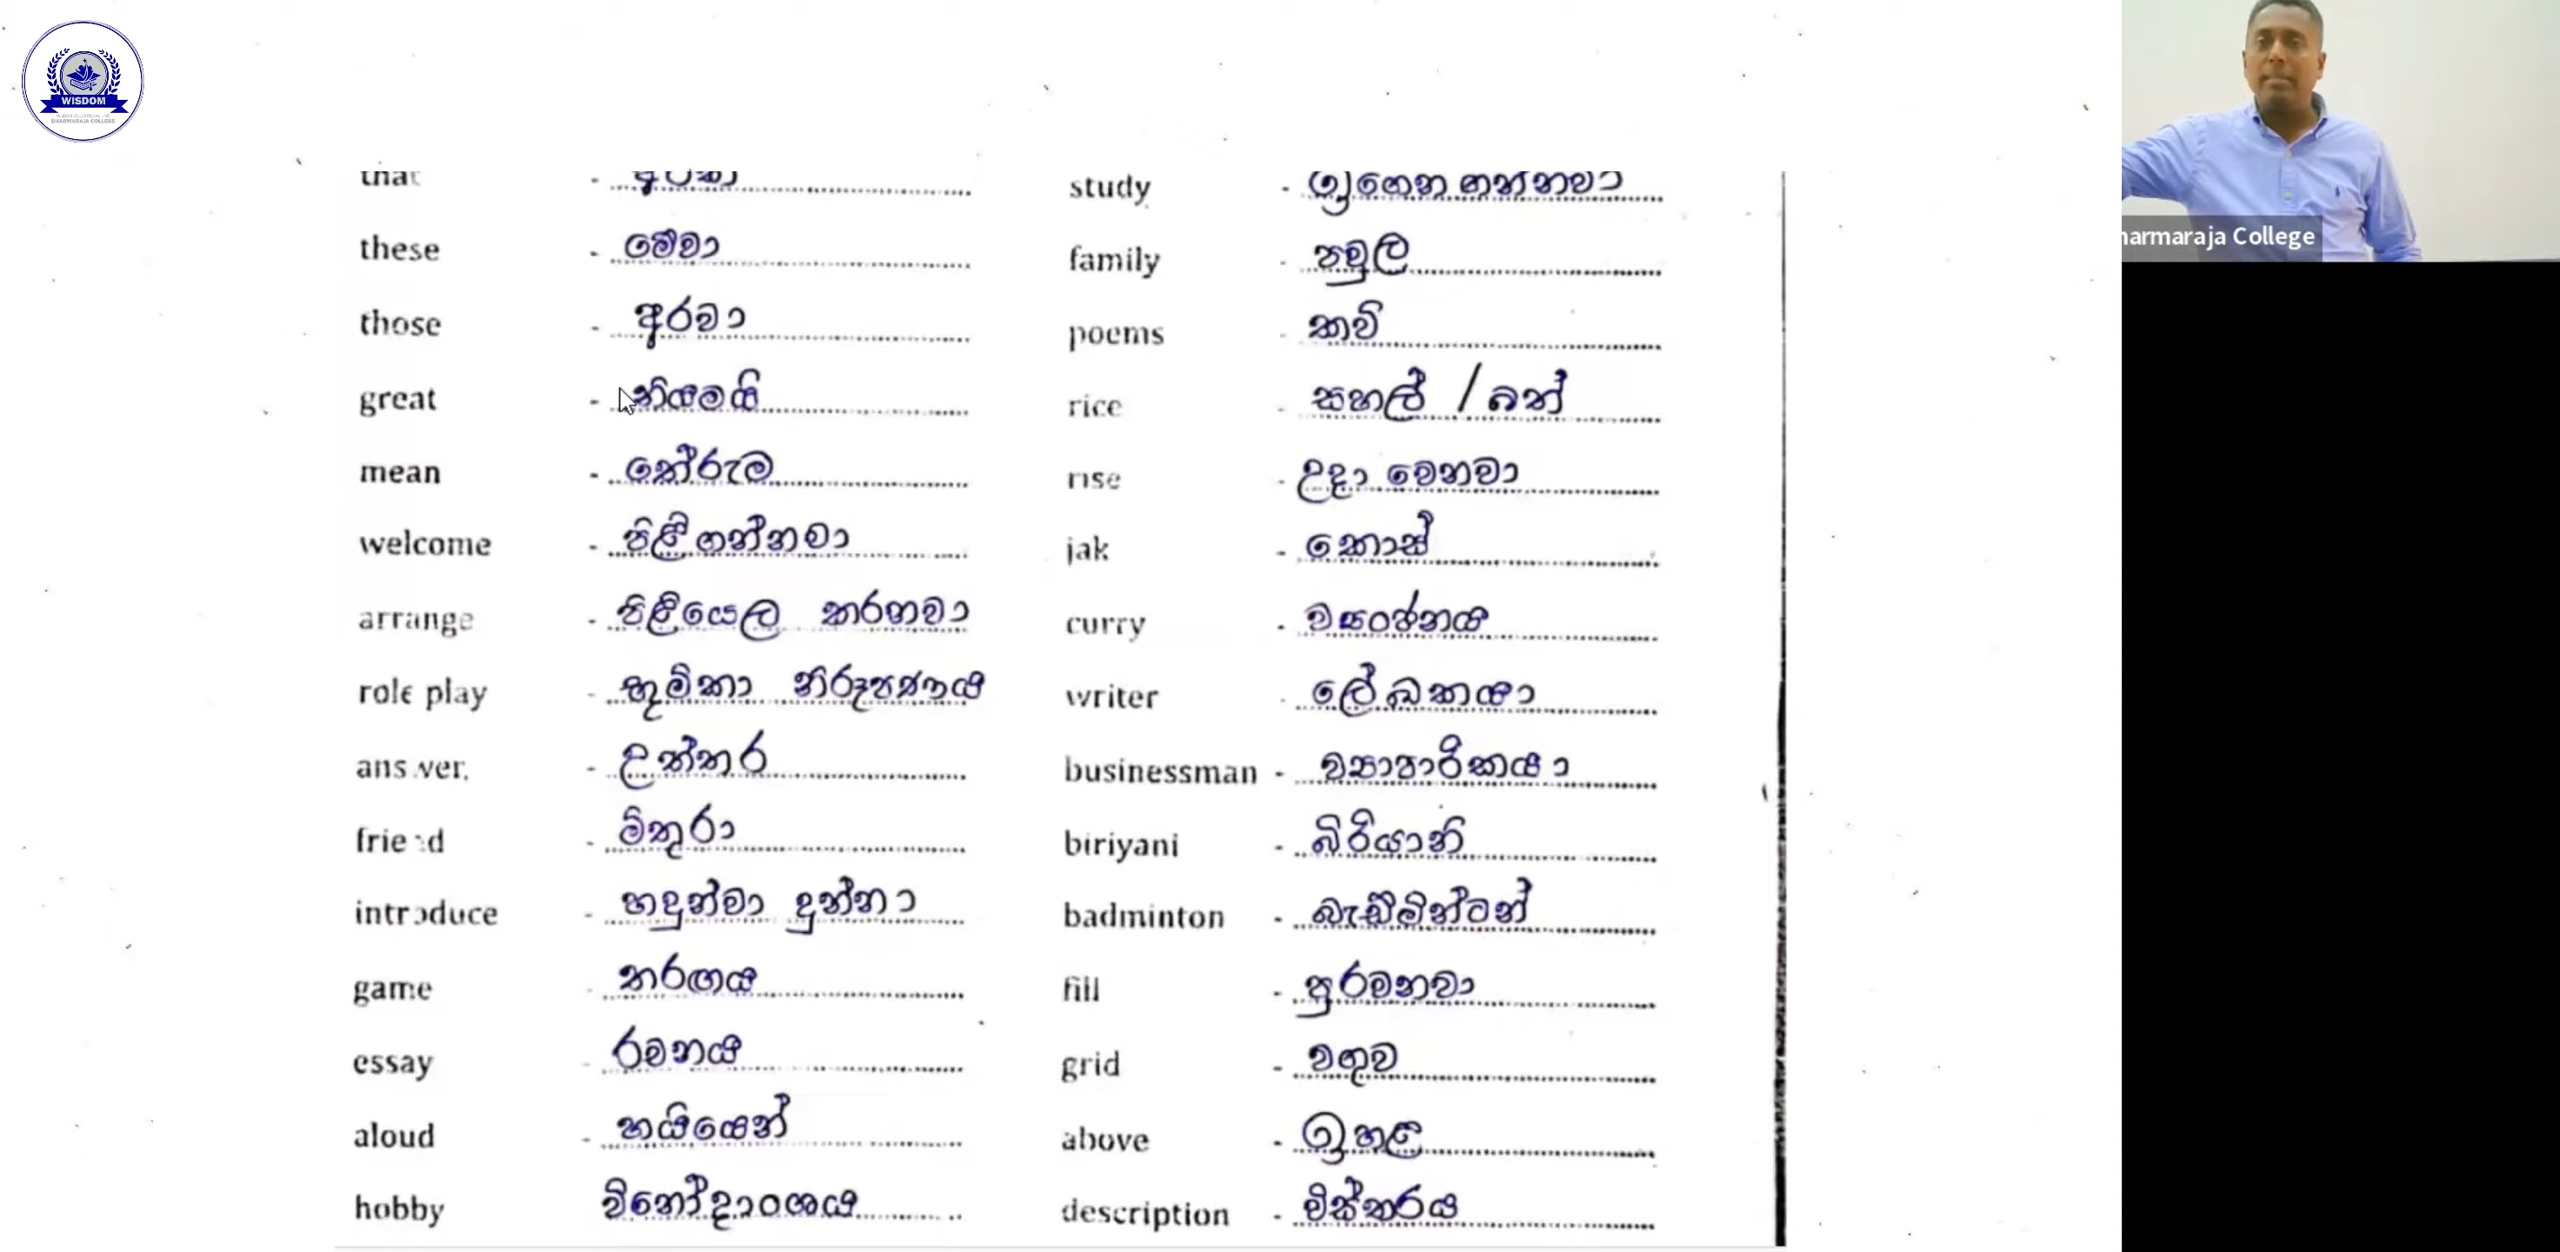 WISDOM
DHARMARAJA COLLEGE
that -
these - මේවා
those - අරවා
great - නියමයි
mean - තේරුම
welcome - පිළිගන්නවා
arrange - පිළියෙල කරනවා
role play - භූමිකා නිරූපණය
answer - උත්තර
friend - මිතුරා
introduce - හඳුන්වා දුන්නා
game - තරඟය
essay - රචනය
aloud - හයියෙන්
hobby විනෝදාංශය
study - ඉගෙන ගන්නවා
family - පවුල
poems - කවි
rice - සහල් / බත්
rise - උදා වෙනවා
jak - කොස්
curry - ව්‍යංජනය
writer - ලේඛකයා
businessman - ව්‍යාපාරිකයා
biriyani - බිරියානි
badminton - බැඩ්මින්ටන්
fill - පුරවනවා
grid - වගුව
above - ඉහළ
description - විස්තරය
harmaraja College